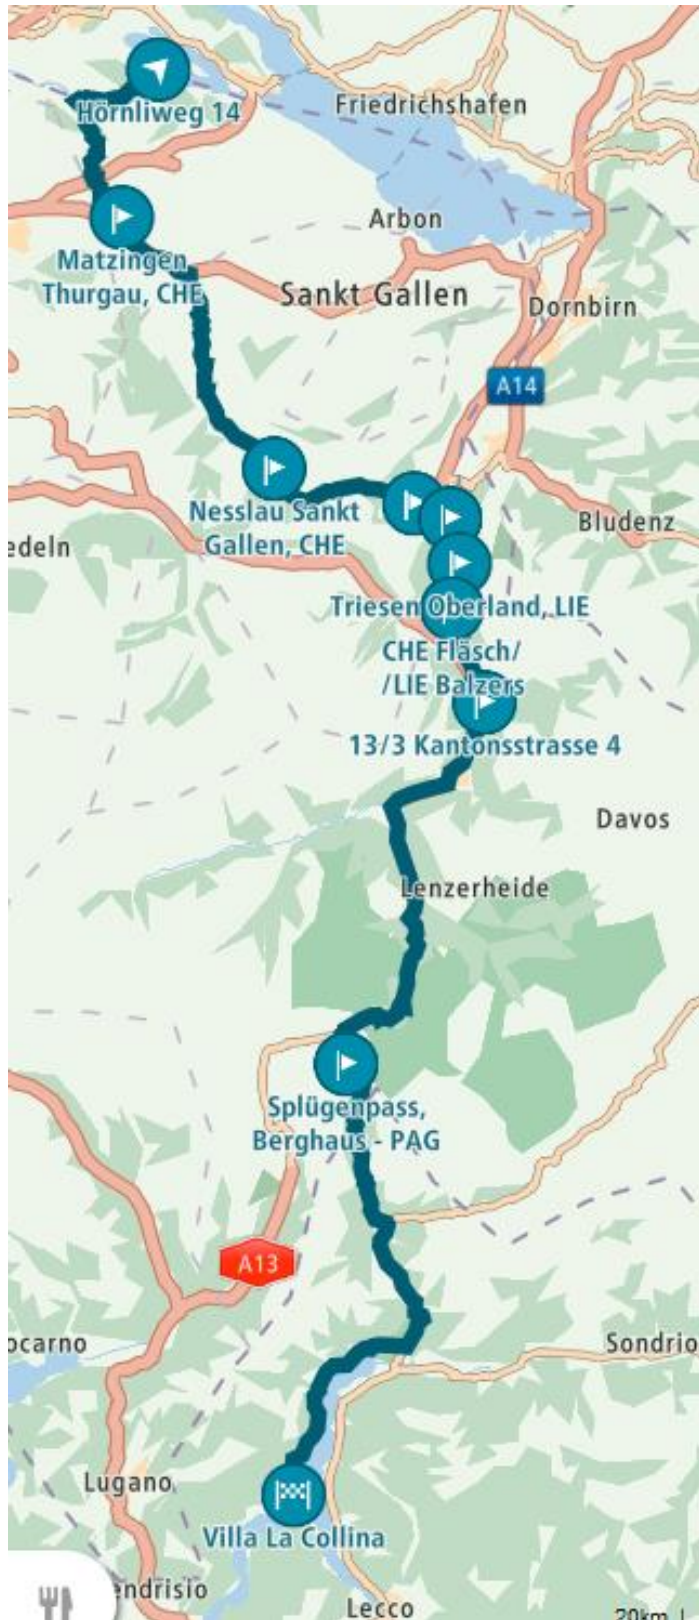 Hörnliweg 14
Friedrichshafen
Arbon
Matzingen
Thurgau, CHE
Sankt Gallen
Dornbirn
A14
Nesslau Sankt
Gallen, CHE
Bludenz
edeln
Triesen Oberland, LIE
CHE Fläsch/
/LIE Balzers
13/3 Kantonsstrasse 4
Davos
Lenzerheide
Splügenpass,
Berghaus - PAG
A13
ocarno
Sondrio
Lugano
Villa La Collina
endrisio
Lecco
20km